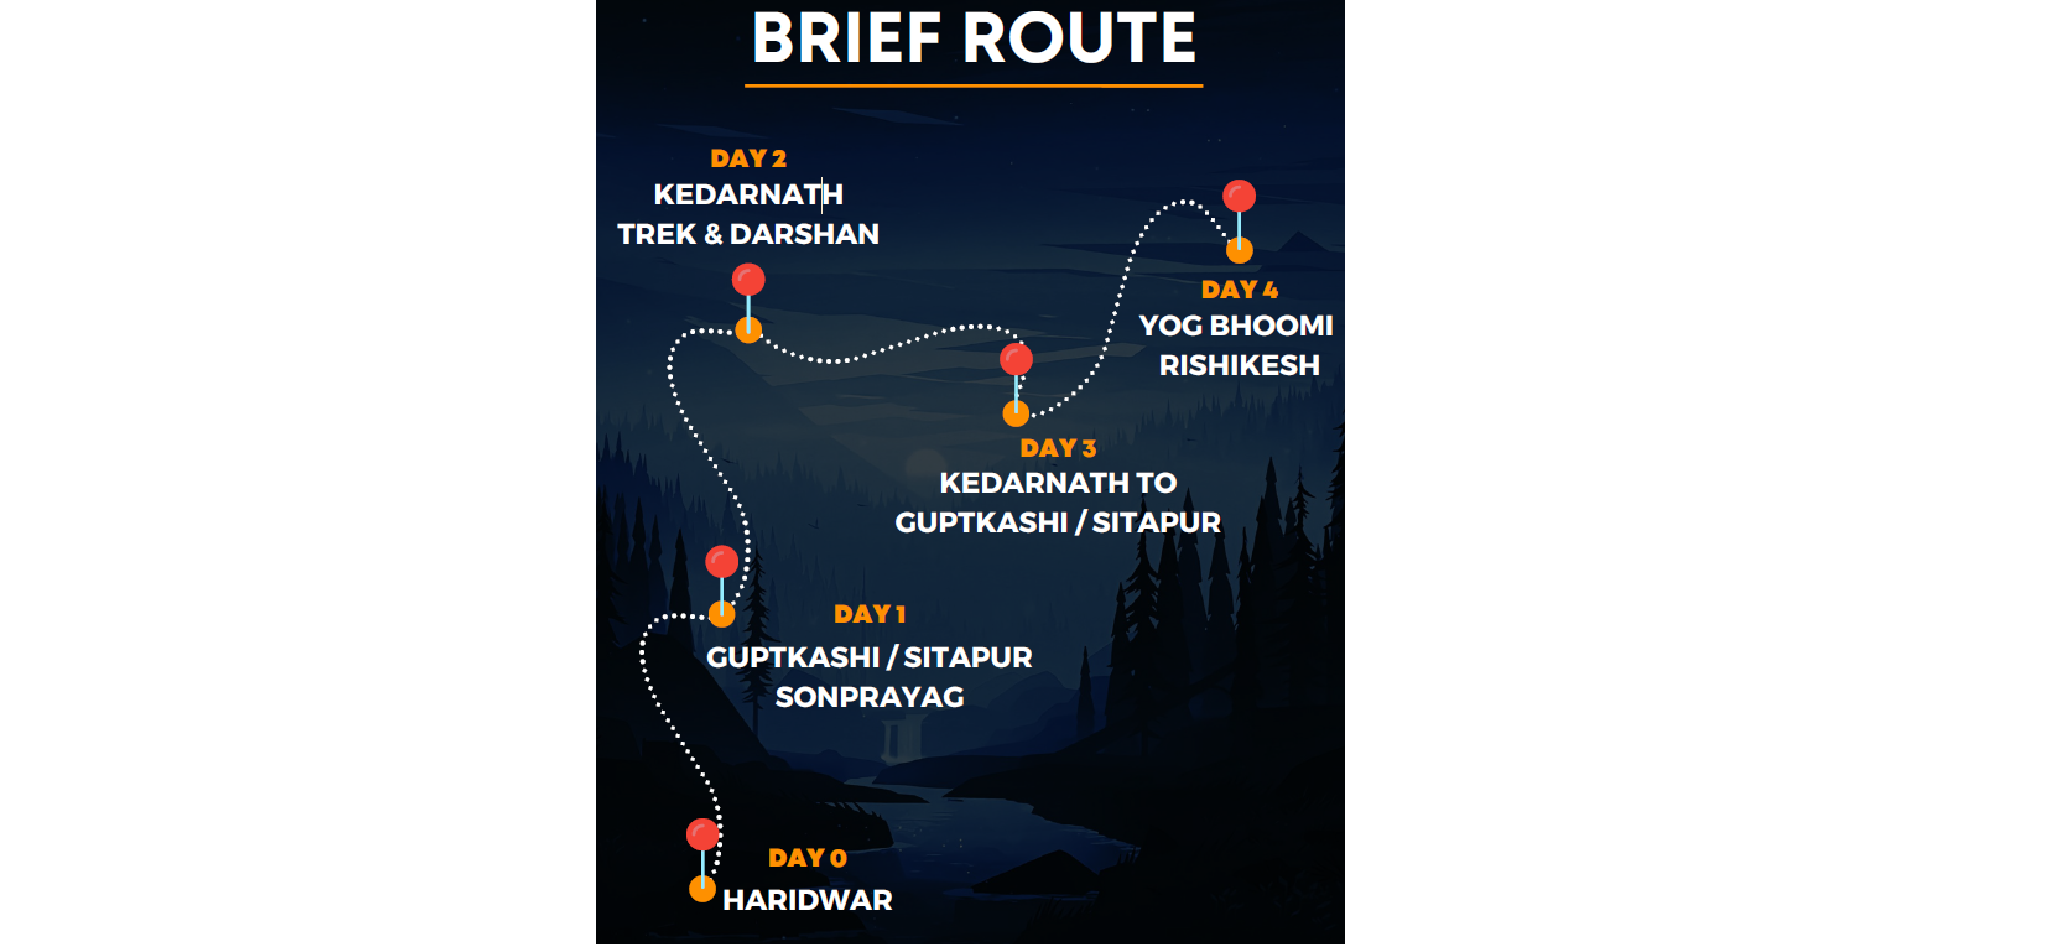 BRIEF ROUTE
DAY 2
KEDARNATH
TREK & DARSHAN
DAY 4
YOG BHOOMI
RISHIKESH
DAY 3
KEDARNATH TO
GUPTKASHI / SITAPUR
DAY 1
GUPTKASHI / SITAPUR
SONPRAYAG
DAY 0
HARIDWAR